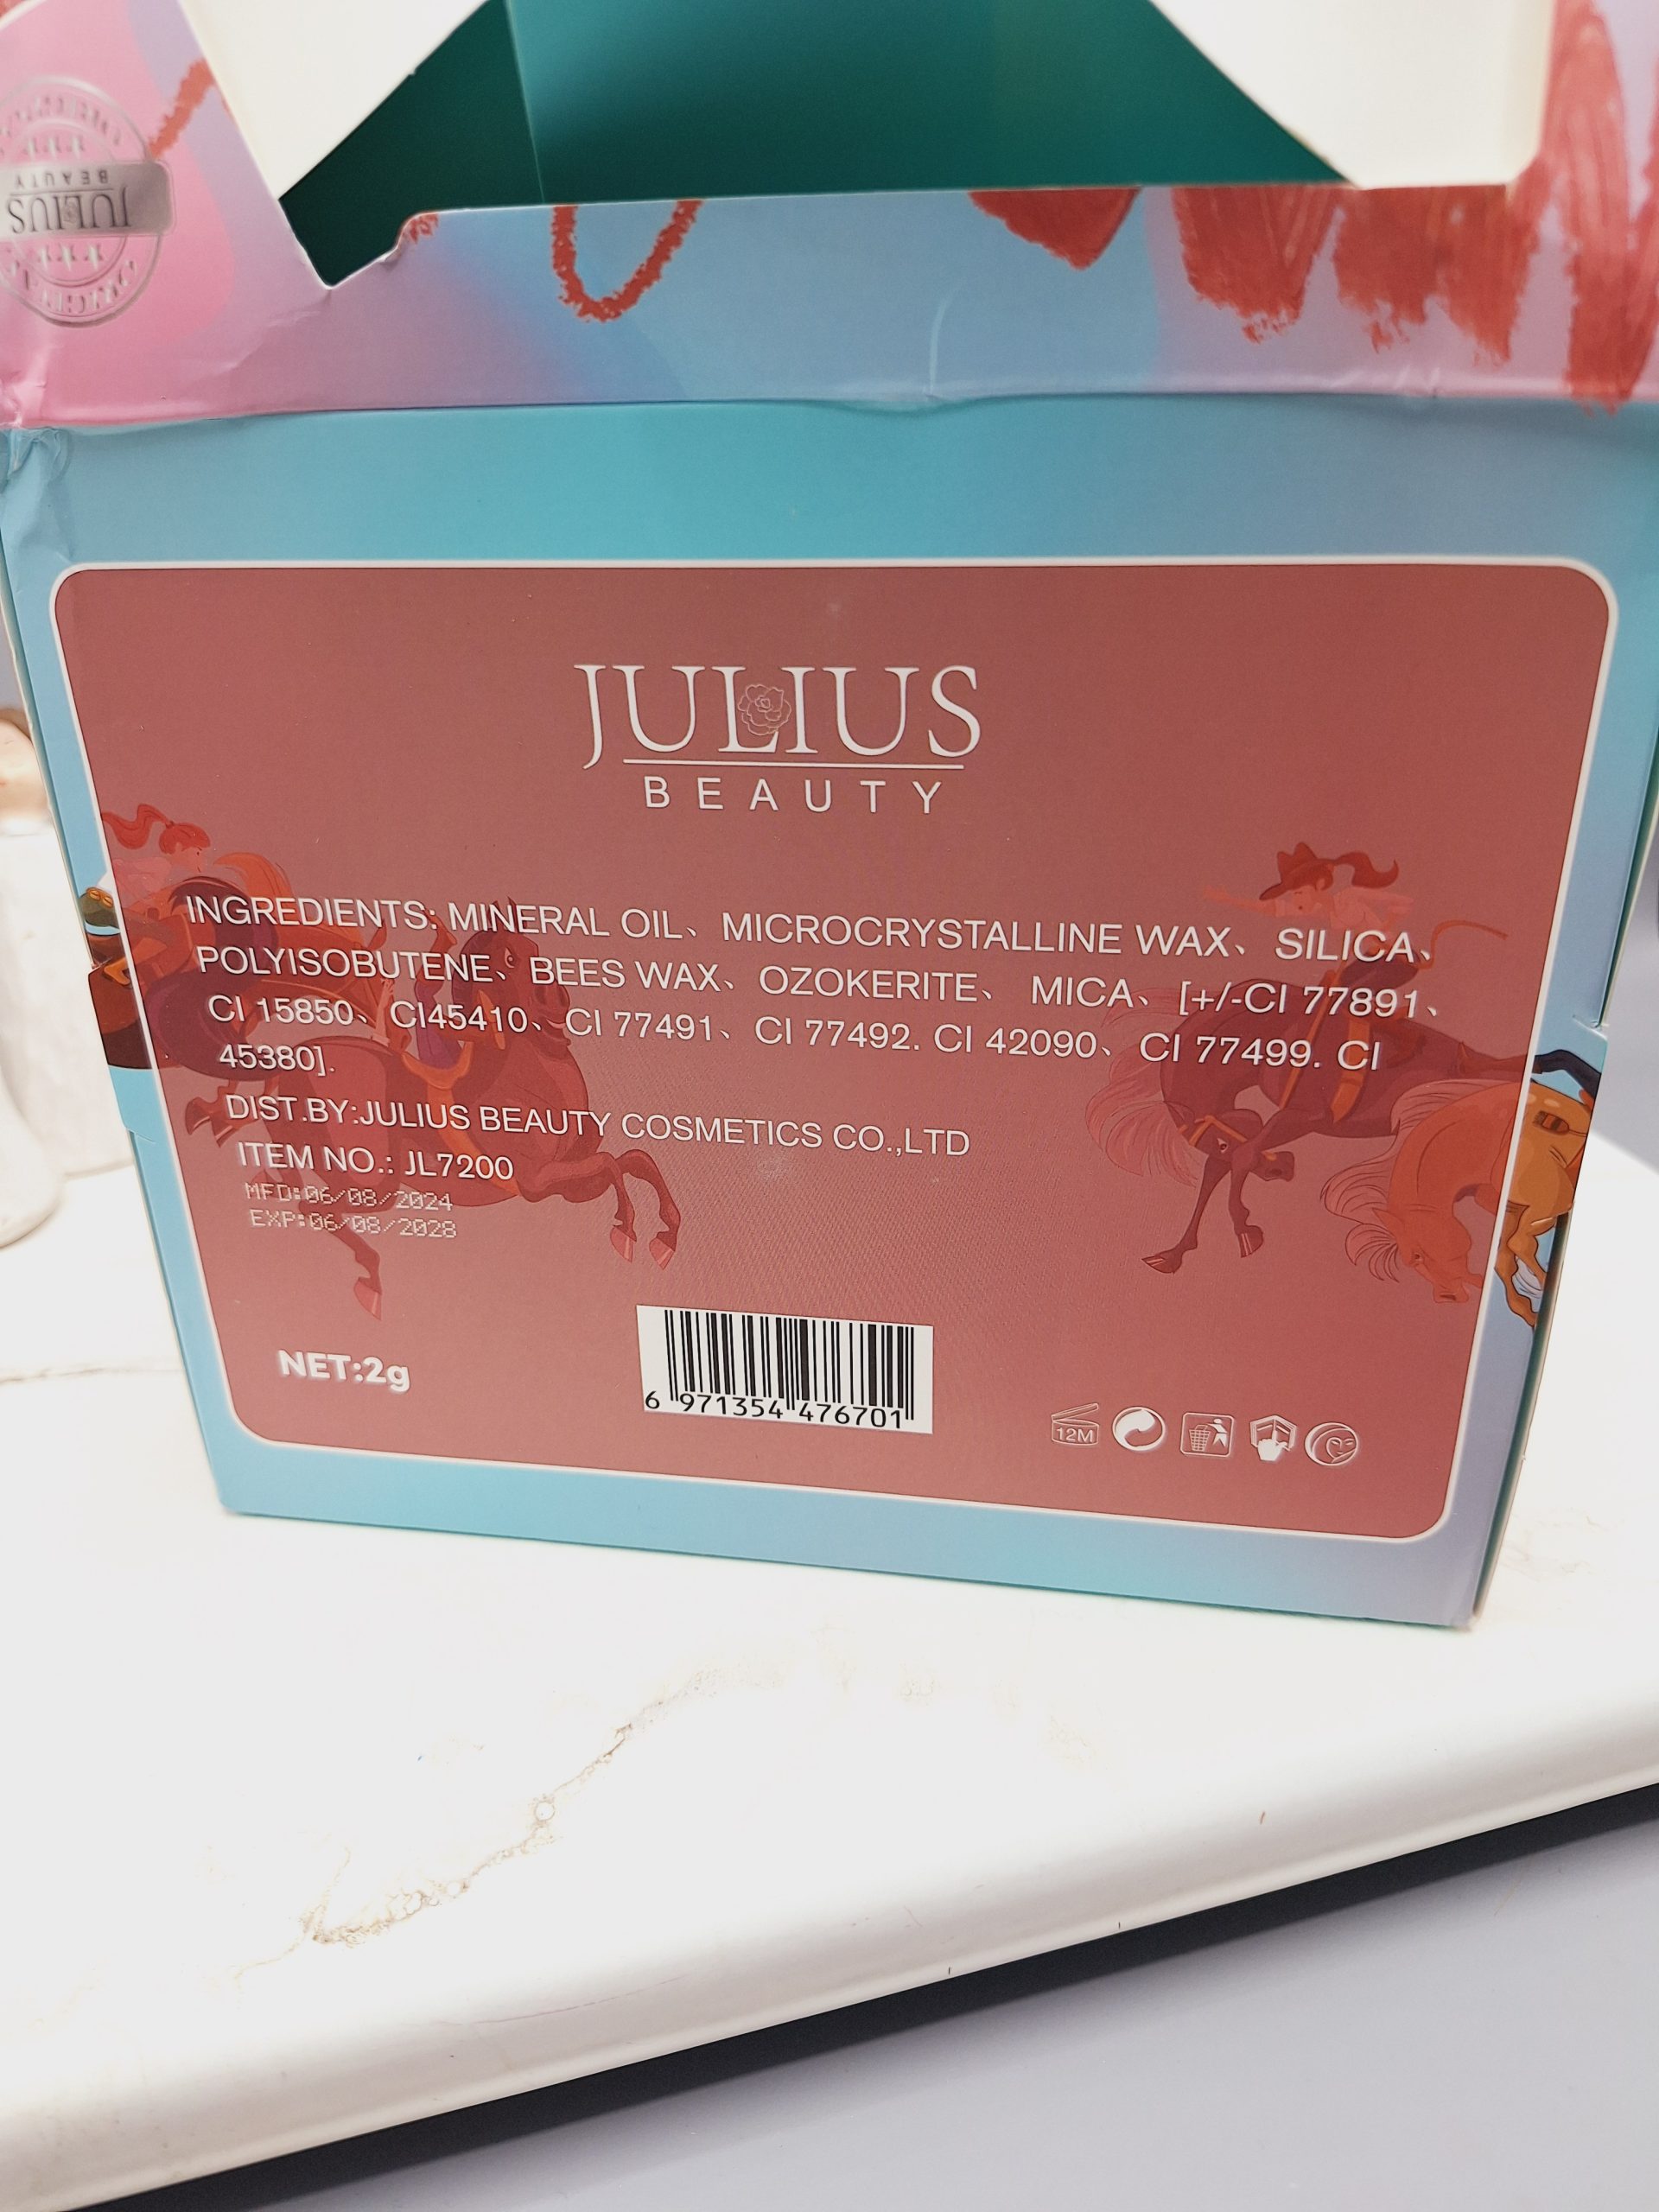 BEAUTY
JULIUS
JULIUS
BEAUTY
INGREDIENTS: MINERAL OIL、MICROCRYSTALLINE WAX、SILICA、
POLYISOBUTENE、BEES WAX、OZOKERITE、 MICA、[+/-CI 77891、
CI 15850、CI45410、CI 77491、CI 77492. CI 42090、CI 77499. CI
45380].
DIST.BY:JULIUS BEAUTY COSMETICS CO.,LTD
ITEM NO.: JL7200
MFD:06/08/2024
EXP:06/08/2028
NET:2g
6 971354 476701
12M